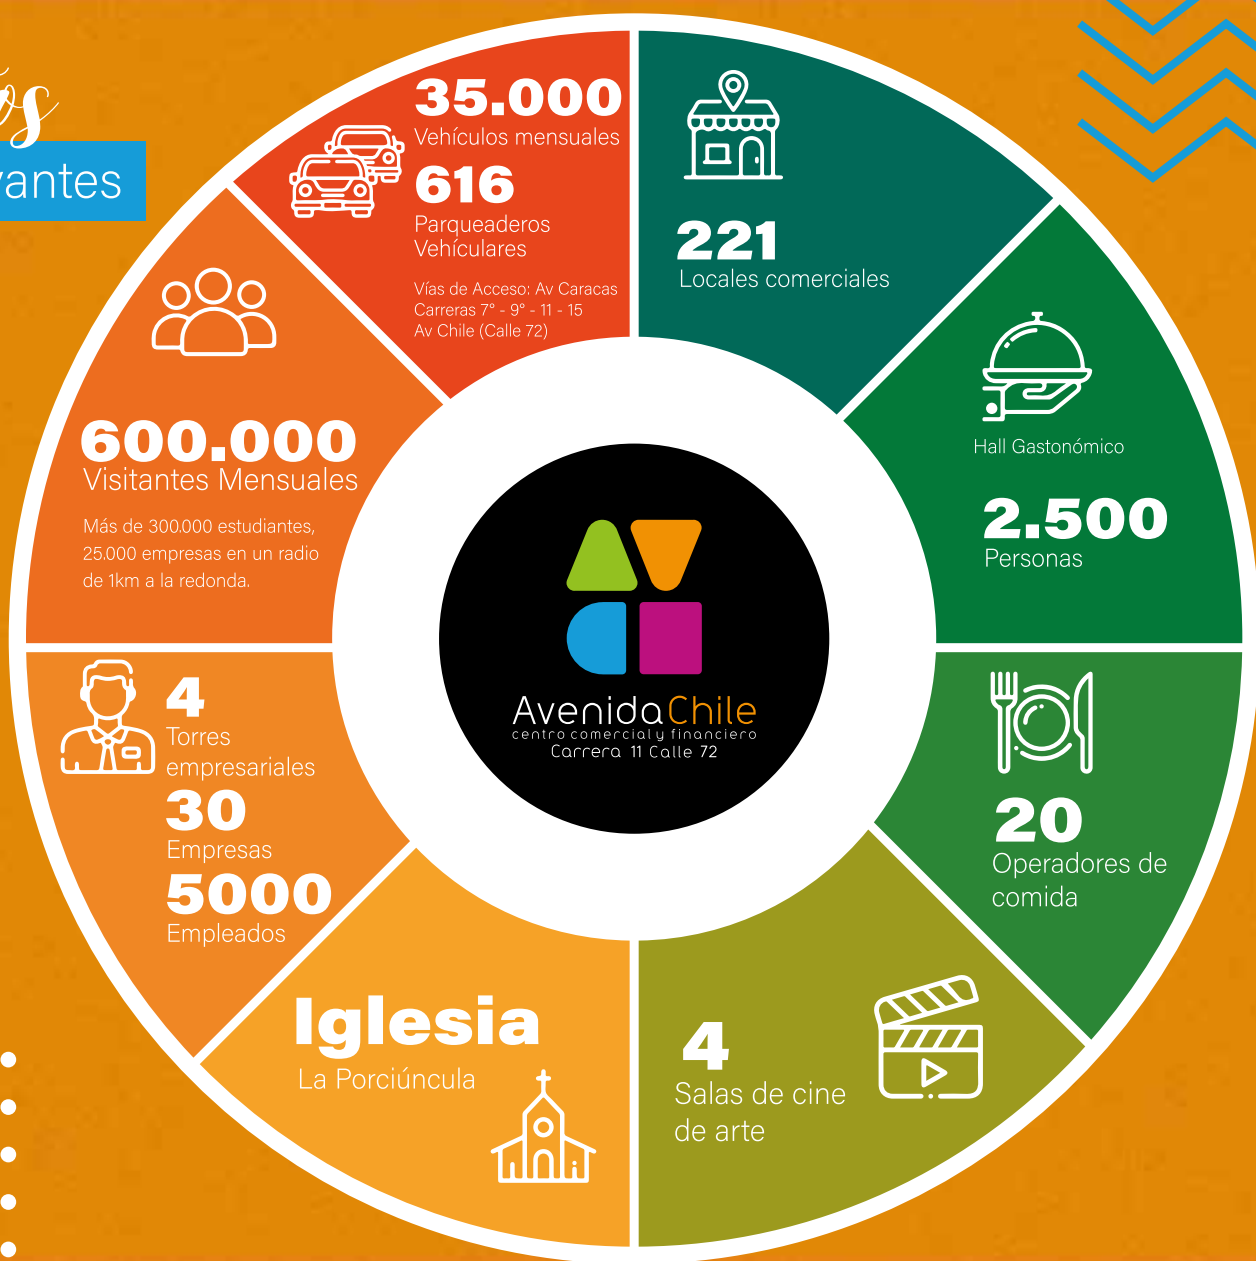 35.000
Vehículos mensuales
616
Parqueaderos
Vehículares
Vías de Acceso: Av Caracas
Carreras 7° - 9° - 11 - 15
Av Chile (Calle 72)
221
Locales comerciales
Hall Gastonómico
2.500
Personas
20
Operadores de
comida
4
Salas de cine
de arte
Iglesia
La Porciúncula
4
Torres
empresariales
30
Empresas
5000
Empleados
600.000
Visitantes Mensuales
Más de 300.000 estudiantes,
25.000 empresas en un radio
de 1km a la redonda.
AvenidaChile
centro comercial y financiero
Carrera 11 Calle 72